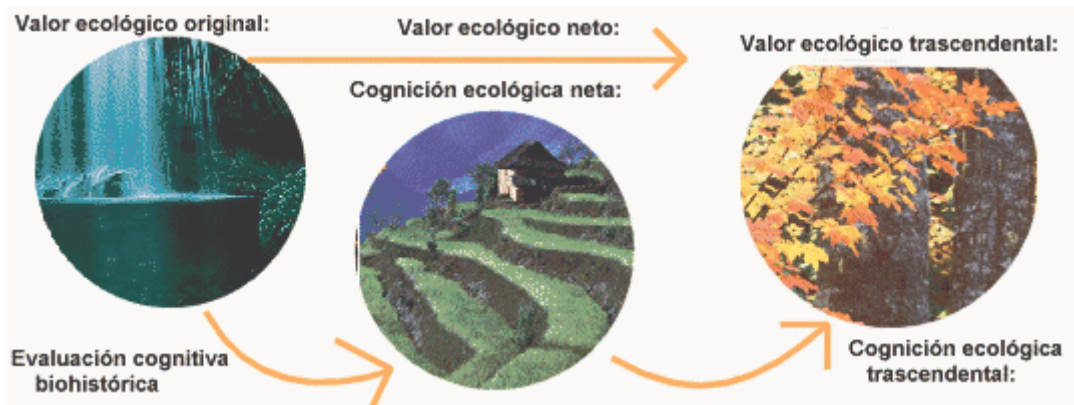 Valor ecológico original:
Valor ecológico neto:
Valor ecológico trascendental:
Cognición ecológica neta:
Evaluación cognitiva
biohistórica
Cognición ecológica
trascendental: